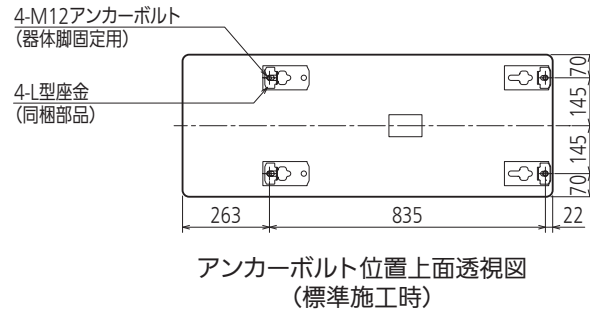 4-M12アンカーボルト
(器体脚固定用)
4-L型座金
(同梱部品)
70
145
145
70
263
835
22
アンカーボルト位置上面透視図
(標準施工時)